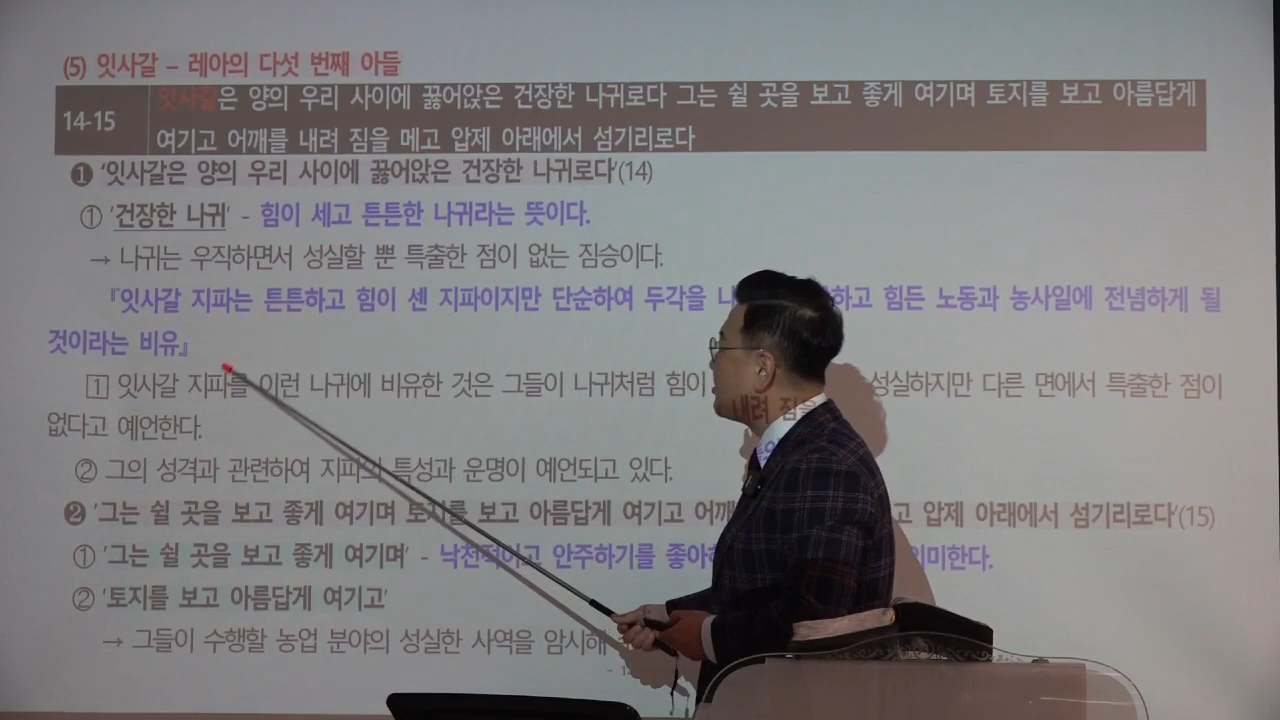 (5) 잇사갈 – 레아의 다섯 번째 아들
14-15
잇사갈은 양의 우리 사이에 꿇어앉은 건장한 나귀로다 그는 쉴 곳을 보고 좋게 여기며 토지를 보고 아름답게
여기고 어깨를 내려 짐을 메고 압제 아래에서 섬기리로다
❶ '잇사갈은 양의 우리 사이에 꿇어앉은 건장한 나귀로다'(14)
① '건장한 나귀' - 힘이 세고 튼튼한 나귀라는 뜻이다.
→ 나귀는 우직하면서 성실할 뿐 특출한 점이 없는 짐승이다.
『잇사갈 지파는 튼튼하고 힘이 센 지파이지만 단순하여 두각을 하고 힘든 노동과 농사일에 전념하게 될
것이라는 비유』
1 잇사갈 지파를 이런 나귀에 비유한 것은 그들이 나귀처럼 힘이 성실하지만 다른 면에서 특출한 점이
없다고 예언한다.
② 그의 성격과 관련하여 지파의 특성과 운명이 예언되고 있다.
❷ '그는 쉴 곳을 보고 좋게 여기며 토지를 보고 아름답게 여기고 어깨 내려 짐을 고 압제 아래에서 섬기리로다'(15)
① '그는 쉴 곳을 보고 좋게 여기며' - 낙천적이고 안주하기를 좋아 의미한다.
② '토지를 보고 아름답게 여기고'
→ 그들이 수행할 농업 분야의 성실한 사역을 암시해